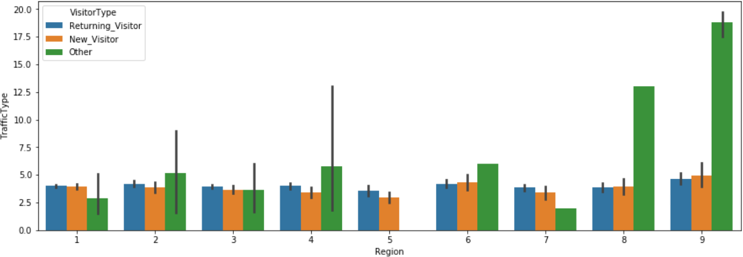 VisitorType
Returning_Visitor
New_Visitor
Other
TrafficType
20.0
17.5
15.0
12.5
10.0
7.5
5.0
2.5
0.0
1 2 3 4 5 6 7 8 9
Region